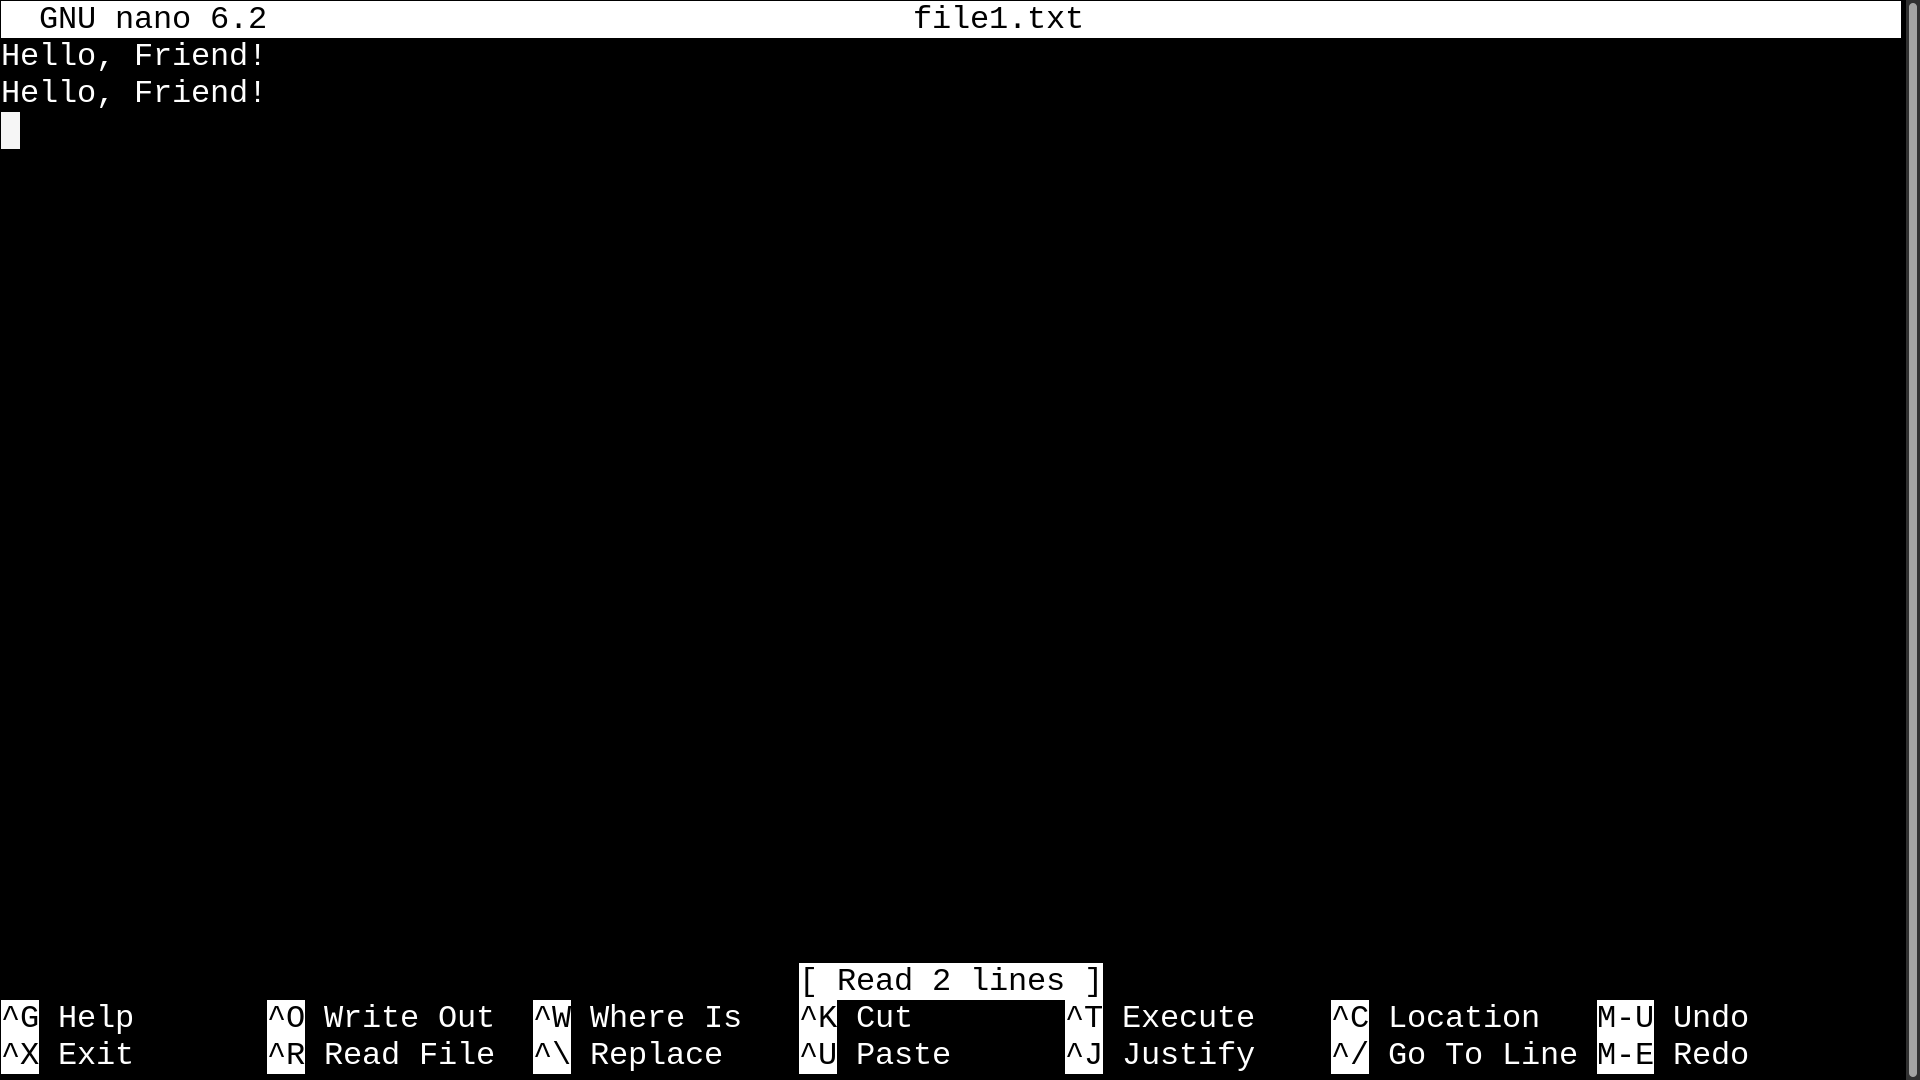 GNU nano 6.2 file1.txt
Hello, Friend!
Hello, Friend!
[ Read 2 lines ]
^G Help ^O Write Out ^W Where Is ^K Cut ^T Execute ^C Location M-U Undo
^X Exit ^R Read File ^\ Replace ^U Paste ^J Justify ^/ Go To Line M-E Redo